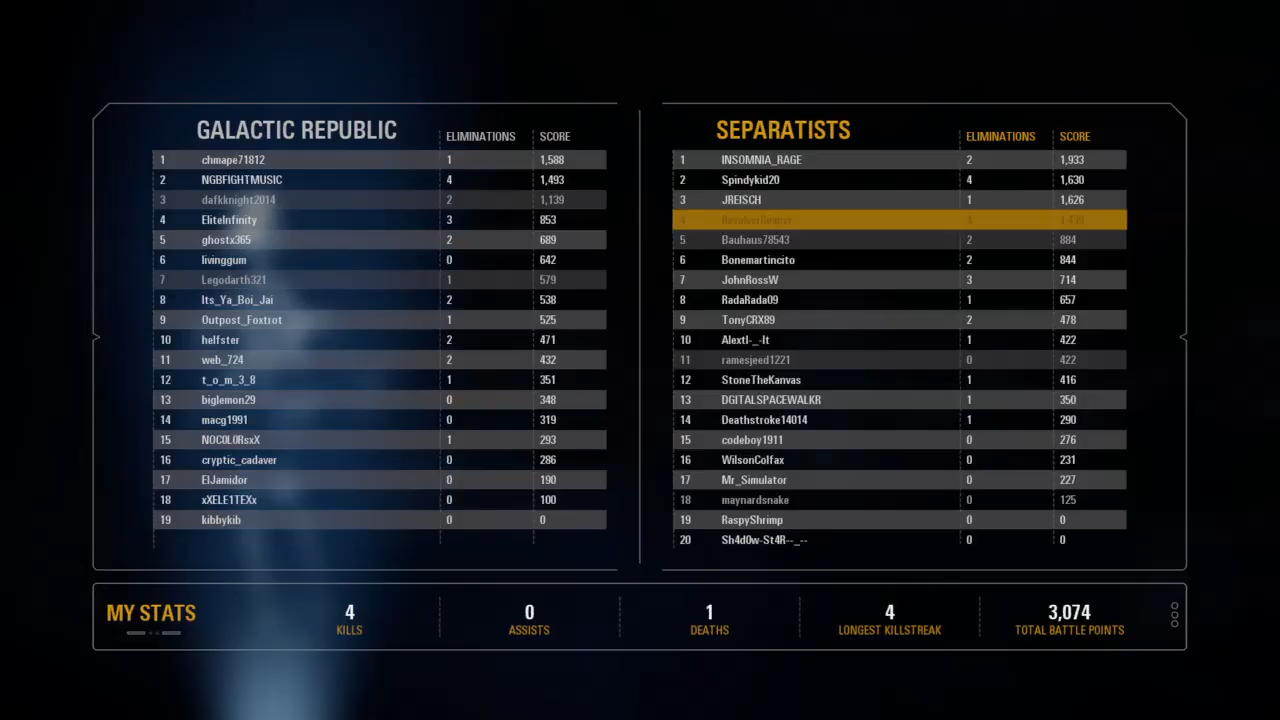 GALACTIC REPUBLIC ELIMINATIONS SCORE
1 chmape71812 1 1,588
2 NGBFIGHTMUSIC 4 1,493
3 dafkknight2014 2 1,139
4 EliteInfinity 3 853
5 ghostx365 2 689
6 livinggum 0 642
7 Legodarth321 1 579
8 Its_Ya_Boi_Jai 2 538
9 Outpost_Foxtrot 1 525
10 helfster 2 471
11 web_724 2 432
12 t_o_m_3_8 1 351
13 biglemon29 0 348
14 macg1991 0 319
15 NOC0L0RsxX 1 293
16 cryptic_cadaver 0 286
17 ElJamidor 0 190
18 xXELE1TEXx 0 100
19 kibbykib 0 0
SEPARATISTS ELIMINATIONS SCORE
1 INSOMNIA_RAGE 2 1,933
2 Spindykid20 4 1,630
3 JREISCH 1 1,626
4 4
5 Bauhaus78543 2 884
6 Bonemartincito 2 844
7 JohnRossW 3 714
8 RadaRada09 1 657
9 TonyCRX89 2 478
10 AlextI-_-It 1 422
11 ramesjeed1221 0 422
12 StoneTheKanvas 1 416
13 DGITALSPACEWALKR 1 350
14 Deathstroke14014 1 290
15 codeboy1911 0 276
16 WilsonColfax 0 231
17 Mr_Simulator 0 227
18 maynardsnake 0 125
19 RaspyShrimp 0 0
20 Sh4d0w-St4R--_-- 0 0
MY STATS
4 0 1 4 3,074
KILLS ASSISTS DEATHS LONGEST KILLSTREAK TOTAL BATTLE POINTS